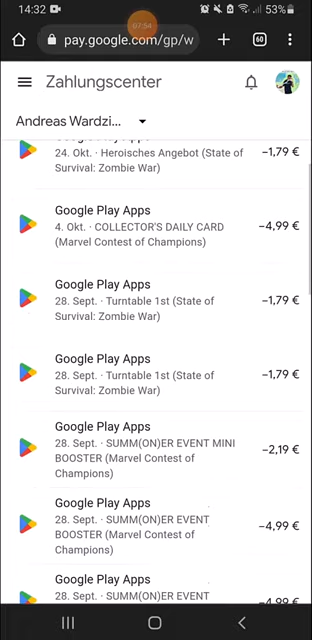 14:32
07:54
53%
pay.google.com/gp/w
60
Zahlungscenter
Andreas Wardzi...
24. Okt. · Heroisches Angebot (State of
Survival: Zombie War)
−1,79 €
Google Play Apps
4. Okt. · COLLECTOR'S DAILY CARD
(Marvel Contest of Champions)
−4,99 €
Google Play Apps
28. Sept. · Turntable 1st (State of
Survival: Zombie War)
−1,79 €
Google Play Apps
28. Sept. · Turntable 1st (State of
Survival: Zombie War)
−1,79 €
Google Play Apps
28. Sept. · SUMM(ON)ER EVENT MINI
BOOSTER (Marvel Contest of
Champions)
−2,19 €
Google Play Apps
28. Sept. · SUMM(ON)ER EVENT
BOOSTER (Marvel Contest of
Champions)
−4,99 €
Google Play Apps
28. Sept. · SUMM(ON)ER EVENT
−4,99 €